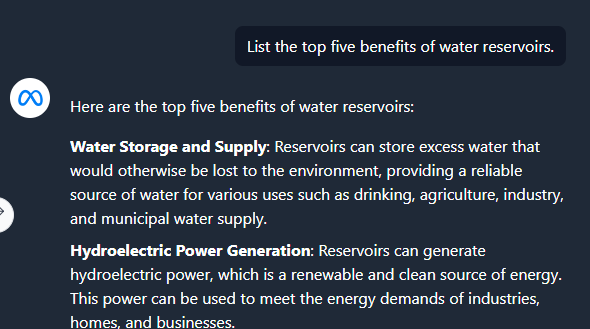 List the top five benefits of water reservoirs.
Here are the top five benefits of water reservoirs:
Water Storage and Supply: Reservoirs can store excess water that
would otherwise be lost to the environment, providing a reliable
source of water for various uses such as drinking, agriculture, industry,
and municipal water supply.
Hydroelectric Power Generation: Reservoirs can generate
hydroelectric power, which is a renewable and clean source of energy.
This power can be used to meet the energy demands of industries,
homes, and businesses.